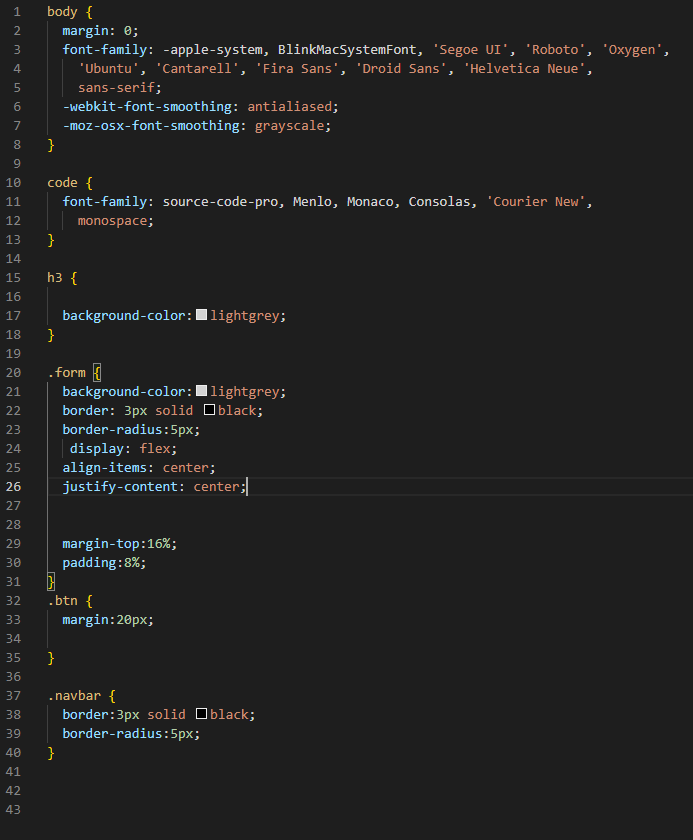 1 body {
2   margin: 0;
3   font-family: -apple-system, BlinkMacSystemFont, 'Segoe UI', 'Roboto', 'Oxygen',
4     'Ubuntu', 'Cantarell', 'Fira Sans', 'Droid Sans', 'Helvetica Neue',
5     sans-serif;
6   -webkit-font-smoothing: antialiased;
7   -moz-osx-font-smoothing: grayscale;
8 }
9
10 code {
11   font-family: source-code-pro, Menlo, Monaco, Consolas, 'Courier New',
12     monospace;
13 }
14
15 h3 {
16
17   background-color: lightgrey;
18 }
19
20 .form {
21   background-color: lightgrey;
22   border: 3px solid black;
23   border-radius:5px;
24    display: flex;
25   align-items: center;
26   justify-content: center;
27
28
29   margin-top:16%;
30   padding:8%;
31 }
32 .btn {
33   margin:20px;
34
35 }
36
37 .navbar {
38   border:3px solid black;
39   border-radius:5px;
40 }
41
42
43